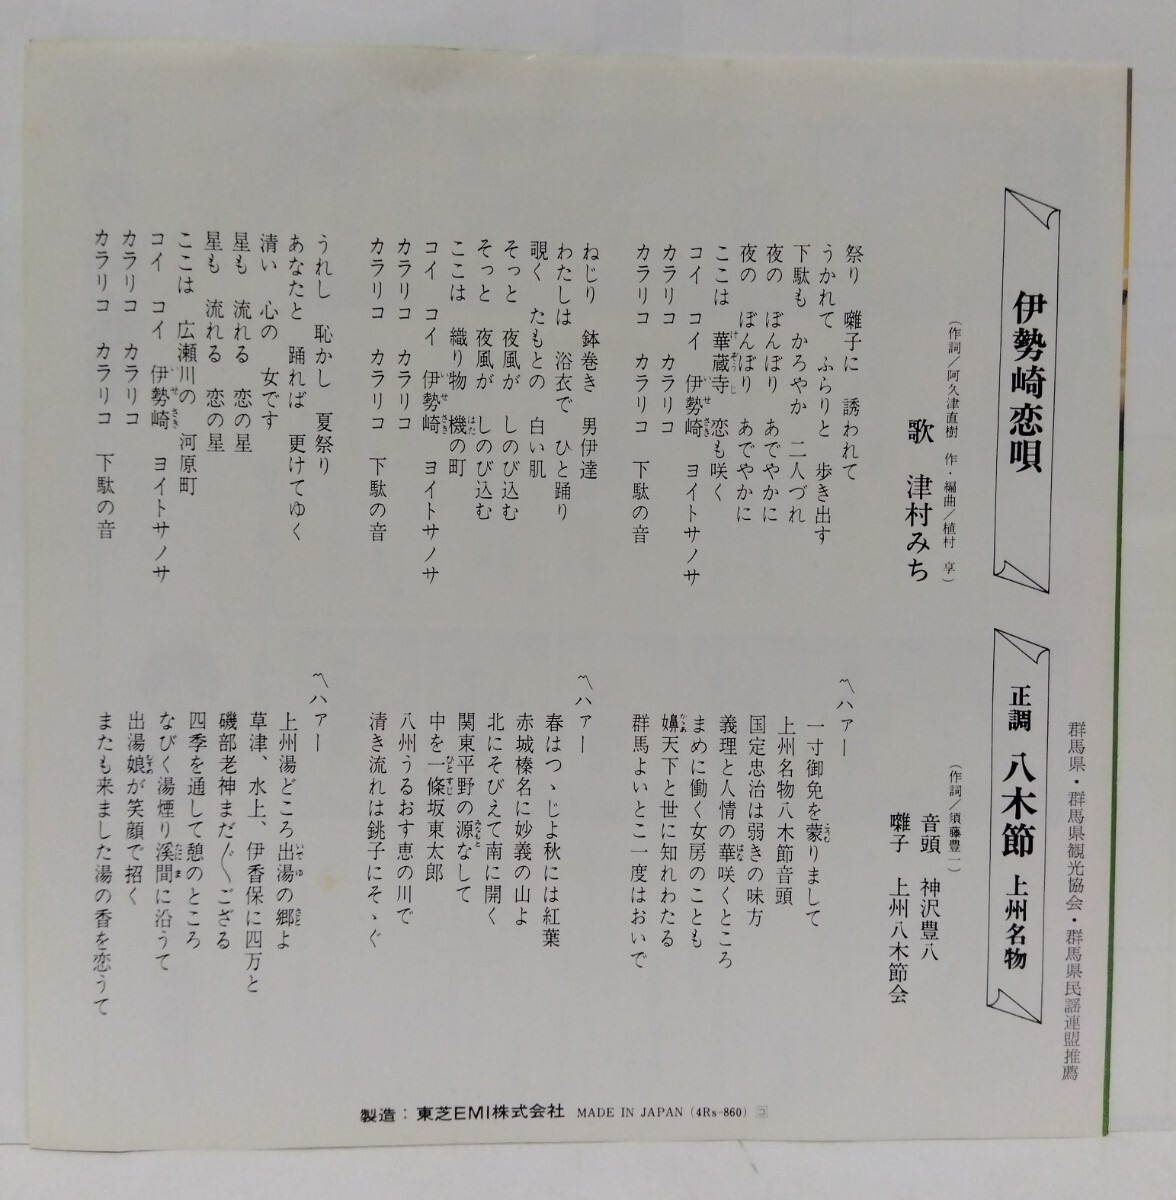 群馬県・群馬県観光協会・群馬県民謡連盟推薦
伊勢崎恋唄
(作詞/阿久津直樹 作・編曲/植村 享)
歌 津村みち
祭り 囃子に 誘われて
うかれて ふらりと 歩き出す
下駄も かろやか 二人づれ
夜の ぼんぼり あでやかに
夜の ぼんぼり あでやかに
ここは 華蔵寺 恋も咲く
コイ コイ 伊勢崎 ヨイトサノサ
カラリコ カラリコ
カラリコ カラリコ 下駄の音
ねじり 鉢巻き 男伊達
わたしは 浴衣で ひと踊り
覗く たもとの 白い肌
そっと 夜風が しのび込む
そっと 夜風が しのび込む
ここは 織り物 機の町
コイ コイ 伊勢崎 ヨイトサノサ
カラリコ カラリコ
カラリコ カラリコ 下駄の音
うれし 恥かし 夏祭り
あなたと 踊れば 更けてゆく
清い 心の 女です
星も 流れる 恋の星
星も 流れる 恋の星
ここは 広瀬川の 河原町
コイ コイ 伊勢崎 ヨイトサノサ
カラリコ カラリコ
カラリコ カラリコ 下駄の音
正調 八木節 上州名物
(作詞/須藤豊一)
音頭 神沢豊八
囃子 上州八木節会
〽ハァー
一寸御免を蒙りまして
上州名物八木節音頭
国定忠治は弱きの味方
義理と人情の華咲くところ
まめに働く女房のことも
嬶天下と世に知れわたる
群馬よいとこ一度はおいで
〽ハァー
春はつゝじよ秋には紅葉
赤城榛名に妙義の山よ
北にそびえて南に開く
関東平野の源なして
中を一條坂東太郎
八州うるおす恵の川で
清き流れは銚子にそゝぐ
〽ハァー
上州湯どころ出湯の郷よ
草津、水上、伊香保に四万と
磯部老神まだ〳〵ござる
四季を通して憩のところ
なびく湯煙り溪間に沿うて
出湯娘が笑顔で招く
またも来ました湯の香を恋うて
製造:東芝EMI株式会社 MADE IN JAPAN (4Rs-860) コ